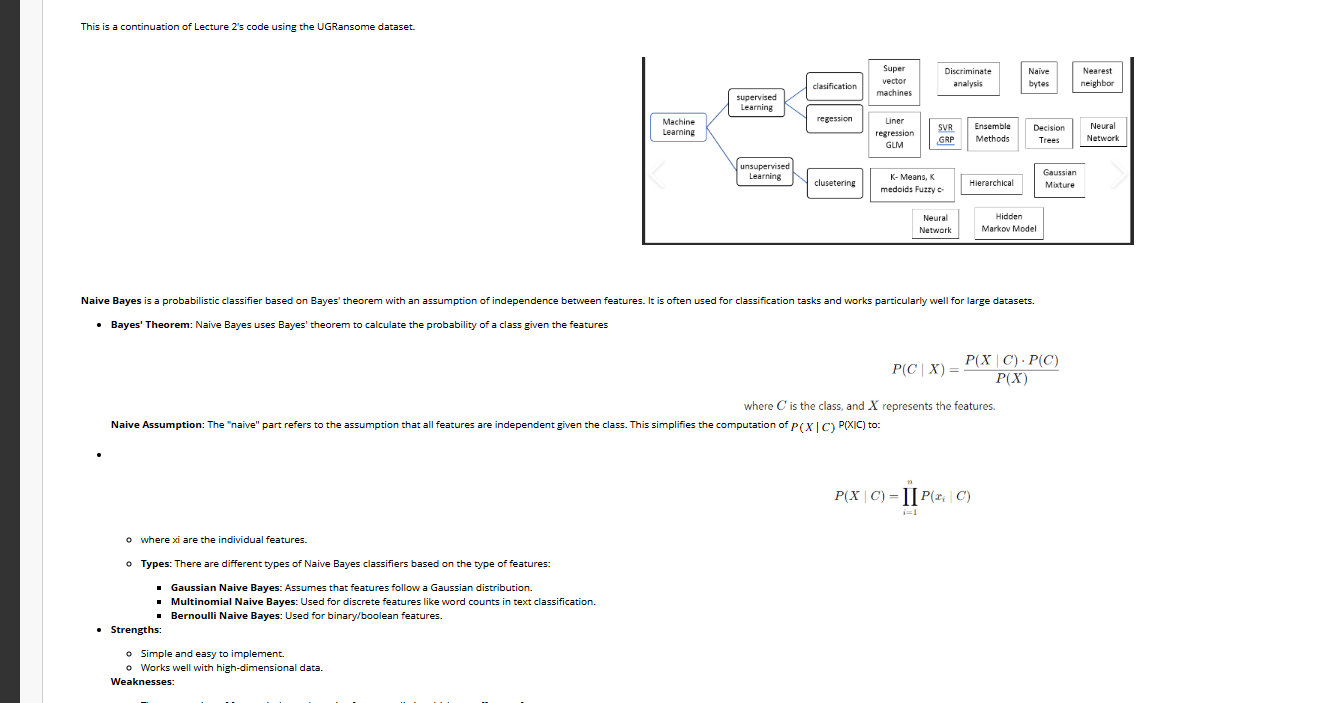 This is a continuation of Lecture 2's code using the UGRansome dataset.
Machine
Learning
supervised
Learning
unsupervised
Learning
clasification
regession
clusetering
Super
vector
machines
Discriminate
analysis
Naïve
bytes
Nearest
neighbor
Liner
regression
GLM
SVR
GRP
Ensemble
Methods
Decision
Trees
Neural
Network
K- Means, K
medoids Fuzzy c-
Hierarchical
Gaussian
Mixture
Neural
Network
Hidden
Markov Model
Naive Bayes is a probabilistic classifier based on Bayes' theorem with an assumption of independence between features. It is often used for classification tasks and works particularly well for large datasets.
• Bayes' Theorem: Naive Bayes uses Bayes' theorem to calculate the probability of a class given the features
P(C | X) = P(X | C) · P(C) / P(X)
where C is the class, and X represents the features.
Naive Assumption: The "naive" part refers to the assumption that all features are independent given the class. This simplifies the computation of P(X | C) P(X|C) to:
P(X | C) = ∏ⁿᵢ₌₁ P(xᵢ | C)
where xi are the individual features.
Types: There are different types of Naive Bayes classifiers based on the type of features:
Gaussian Naive Bayes: Assumes that features follow a Gaussian distribution.
Multinomial Naive Bayes: Used for discrete features like word counts in text classification.
Bernoulli Naive Bayes: Used for binary/boolean features.
• Strengths:
Simple and easy to implement.
Works well with high-dimensional data.
Weaknesses: